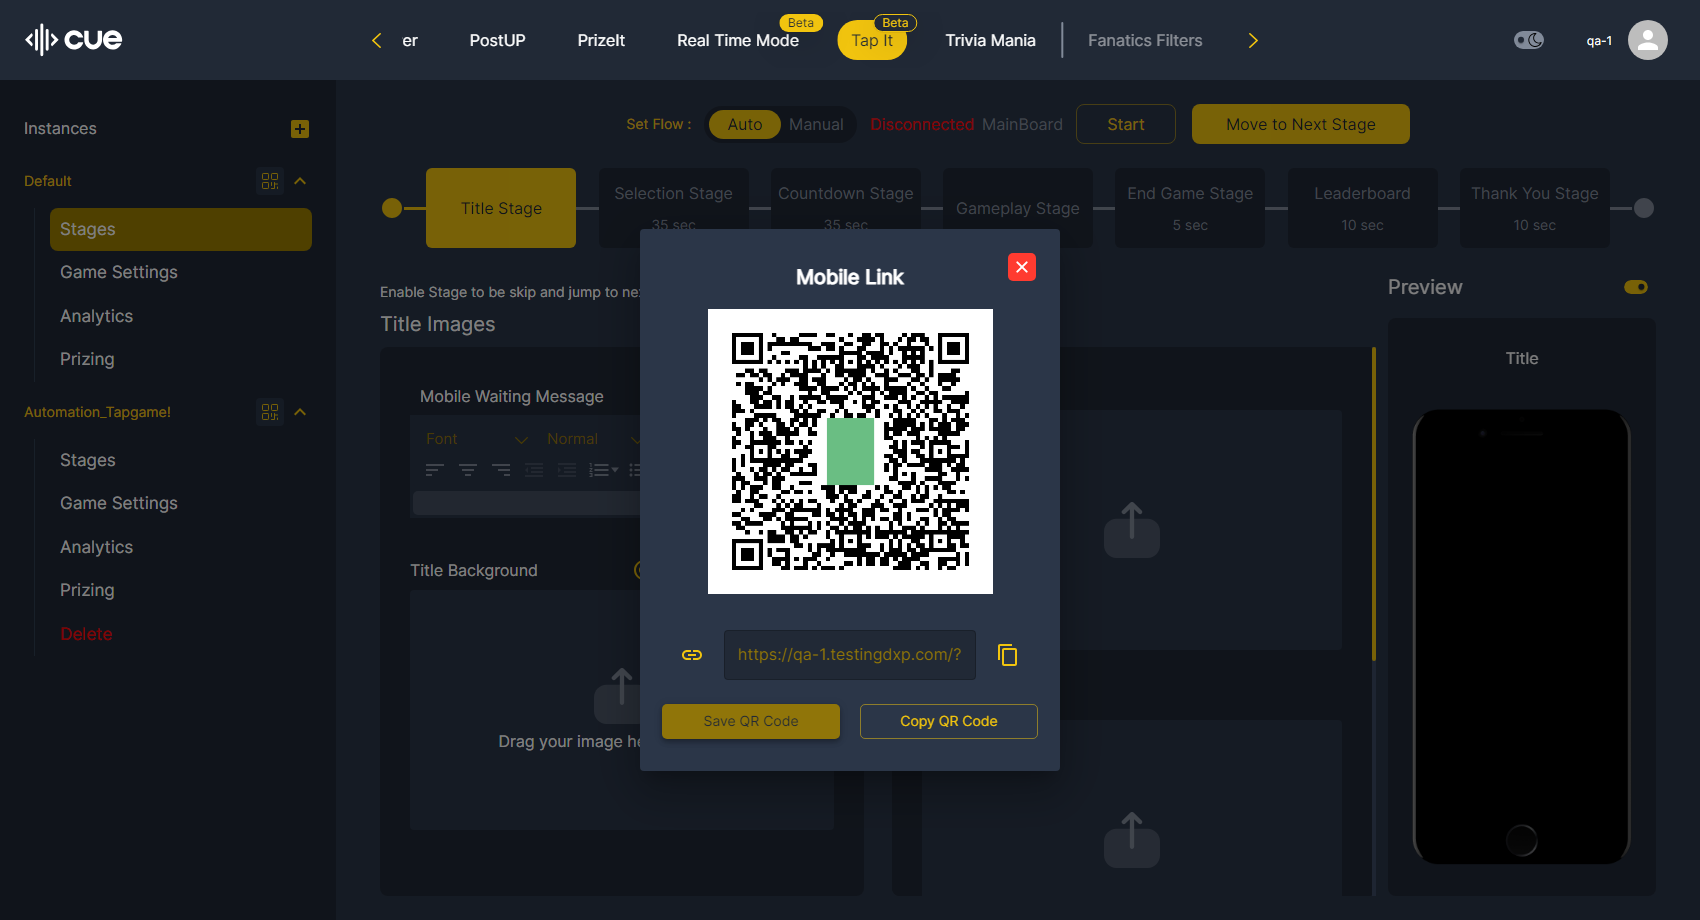 cue
er
PostUP
PrizeIt
Real Time Mode
Beta
Tap It
Beta
Trivia Mania
Fanatics Filters
qa-1
Instances
Default
Stages
Game Settings
Analytics
Prizing
Automation_Tapgame!
Stages
Game Settings
Analytics
Prizing
Delete
Set Flow :
Auto
Manual
Disconnected MainBoard
Start
Move to Next Stage
Title Stage
Selection Stage
35 sec
Countdown Stage
35 sec
Gameplay Stage
End Game Stage
5 sec
Leaderboard
10 sec
Thank You Stage
10 sec
Enable Stage to be skip and jump to
Title Images
Mobile Waiting Message
Font
Normal
Title Background
Drag your image
Mobile Link
https://qa-1.testingdxp.com/?
Save QR Code
Copy QR Code
Preview
Title